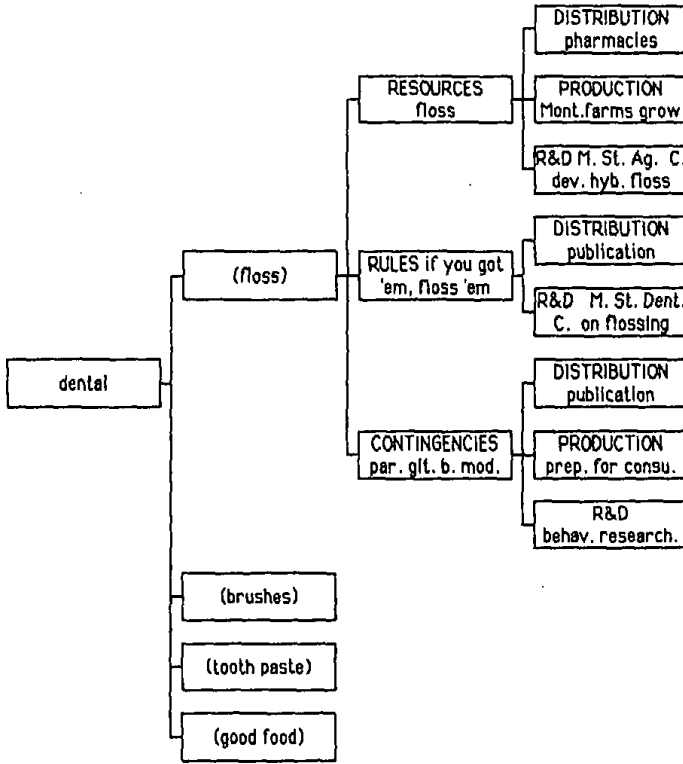 DISTRIBUTION
pharmacies
RESOURCES
floss
PRODUCTION
Mont.farms grow
R&D M. St. Ag. C.
dev. hyb. floss
DISTRIBUTION
publication
(floss)
RULES if you got
'em, floss 'em
R&D M. St. Dent.
C. on flossing
dental
DISTRIBUTION
publication
CONTINGENCIES
par. glt. b. mod.
PRODUCTION
prep. for consu.
R&D
behav. research.
(brushes)
(tooth paste)
(good food)